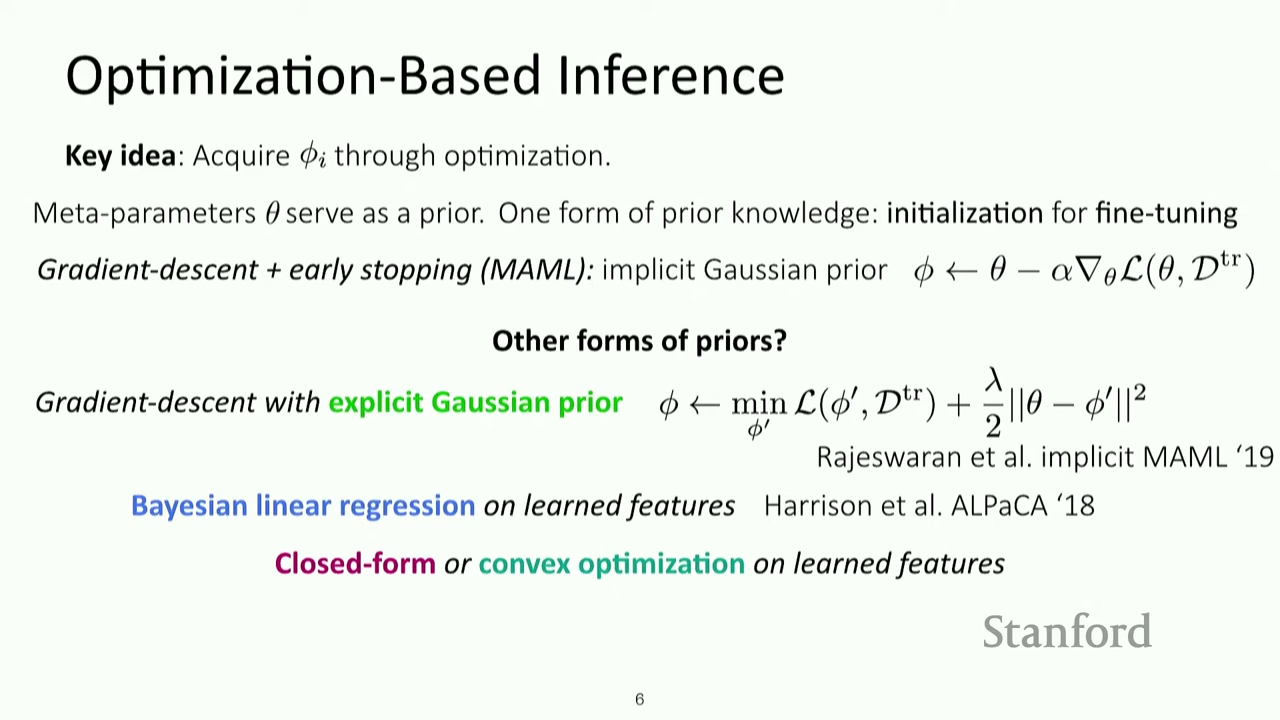 Optimization-Based Inference
Key idea: Acquire ϕᵢ through optimization.
Meta-parameters θ serve as a prior. One form of prior knowledge: initialization for fine-tuning
Gradient-descent + early stopping (MAML): implicit Gaussian prior ϕ ← θ − α∇_θ ℒ(θ, 𝒟^tr)
Other forms of priors?
Gradient-descent with explicit Gaussian prior ϕ ← min_ϕ′ ℒ(ϕ′, 𝒟^tr) + λ/2 ||θ − ϕ′||²
Rajeswaran et al. implicit MAML ‘19
Bayesian linear regression on learned features Harrison et al. ALPaCA ‘18
Closed-form or convex optimization on learned features
Stanford
6